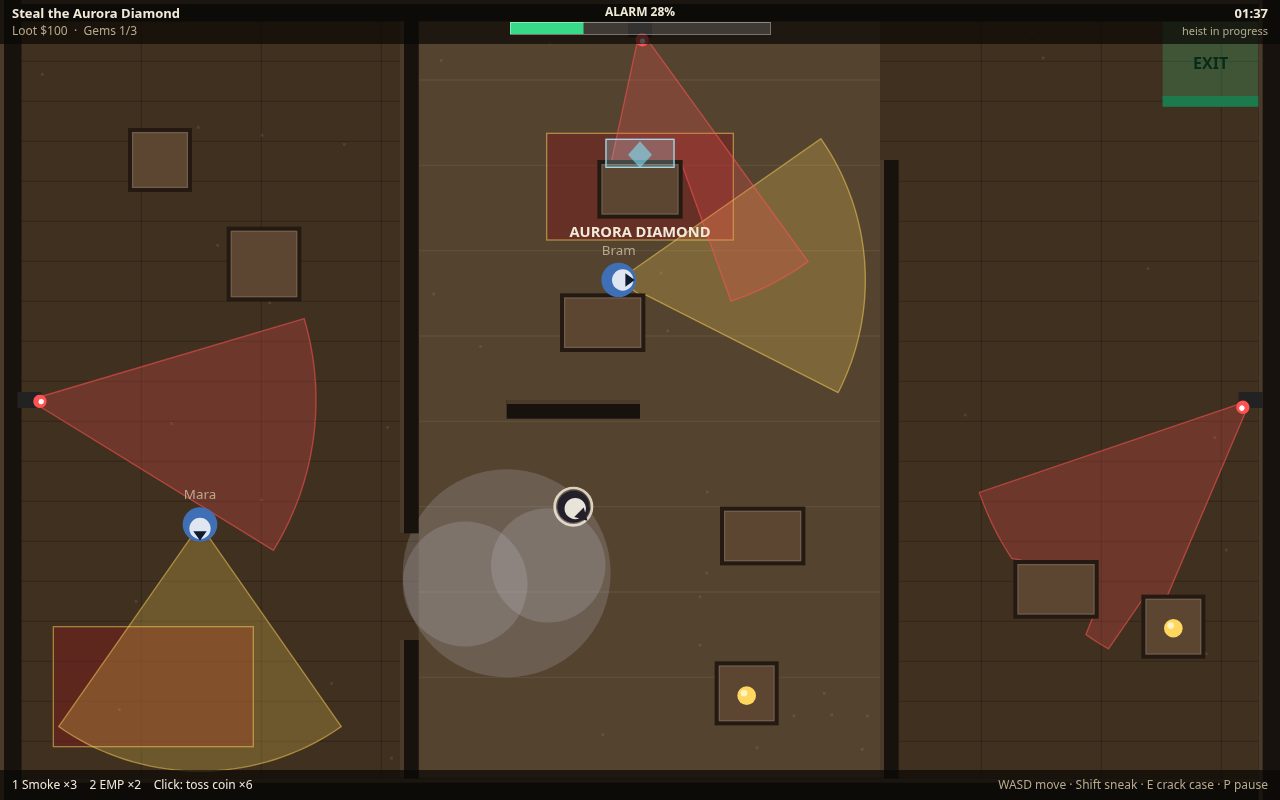 Steal the Aurora Diamond
Loot $100 · Gems 1/3
ALARM 28%
01:37
heist in progress
EXIT
AURORA DIAMOND
Bram
Mara
1 Smoke ×3 2 EMP ×2 Click: toss coin ×6
WASD move · Shift sneak · E crack case · P pause